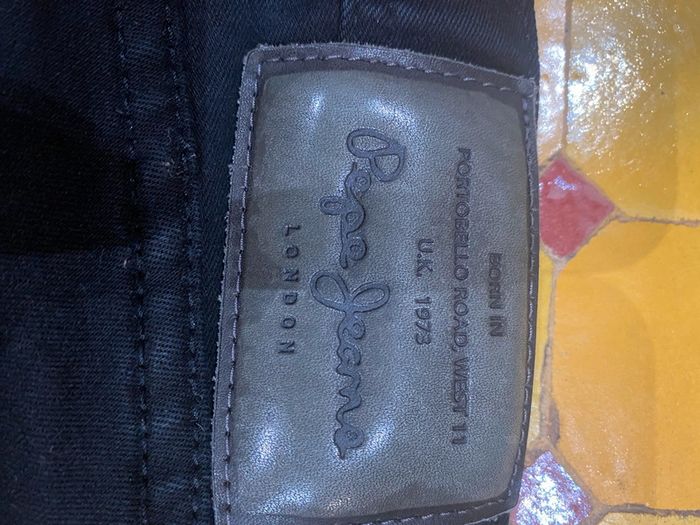 BORN IN
PORTOBELLO ROAD, WEST 11
U.K. 1973
Pepe Jeans
LONDON